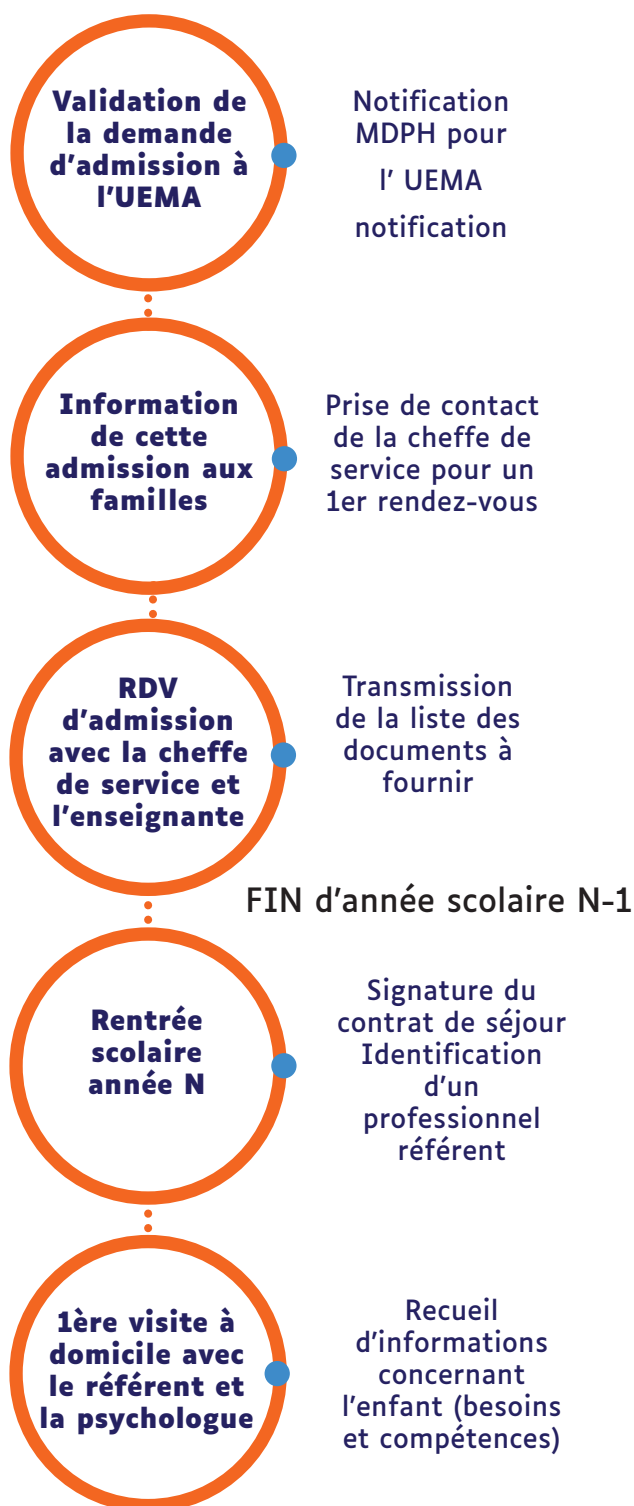 Validation de
la demande
d'admission à
l'UEMA
Notification
MDPH pour
l' UEMA
notification
Information
de cette
admission aux
familles
Prise de contact
de la cheffe de
service pour un
1er rendez-vous
RDV
d'admission
avec la cheffe
de service et
l'enseignante
Transmission
de la liste des
documents à
fournir
FIN d'année scolaire N-1
Rentrée
scolaire
année N
Signature du
contrat de séjour
Identification
d'un
professionnel
référent
1ère visite à
domicile avec
le référent et
la psychologue
Recueil
d'informations
concernant
l'enfant (besoins
et compétences)